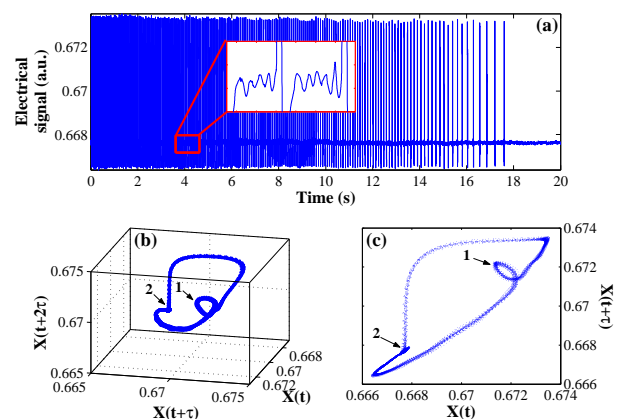 (a)
Electrical
signal (a.u.)
0.672
0.67
0.668
0 2 4 6 8 10 12 14 16 18 20
Time (s)
(b)
0.675
0.67
0.665
X(t+2τ)
1
2
0.665 0.67 0.675
X(t+τ)
0.668
0.672
X(t)
(c)
0.674
0.672
0.67
0.668
0.666
X(t+τ)
1
2
0.666 0.668 0.67 0.672 0.674
X(t)